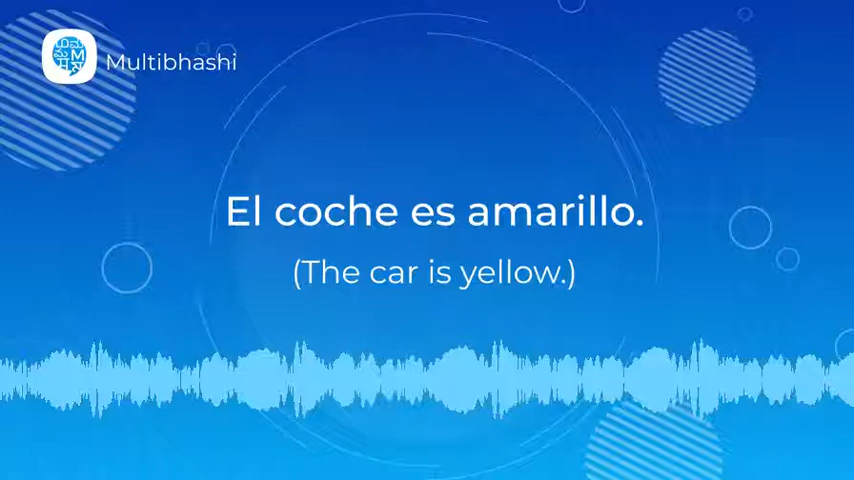 Multibhashi
El coche es amarillo.
(The car is yellow.)